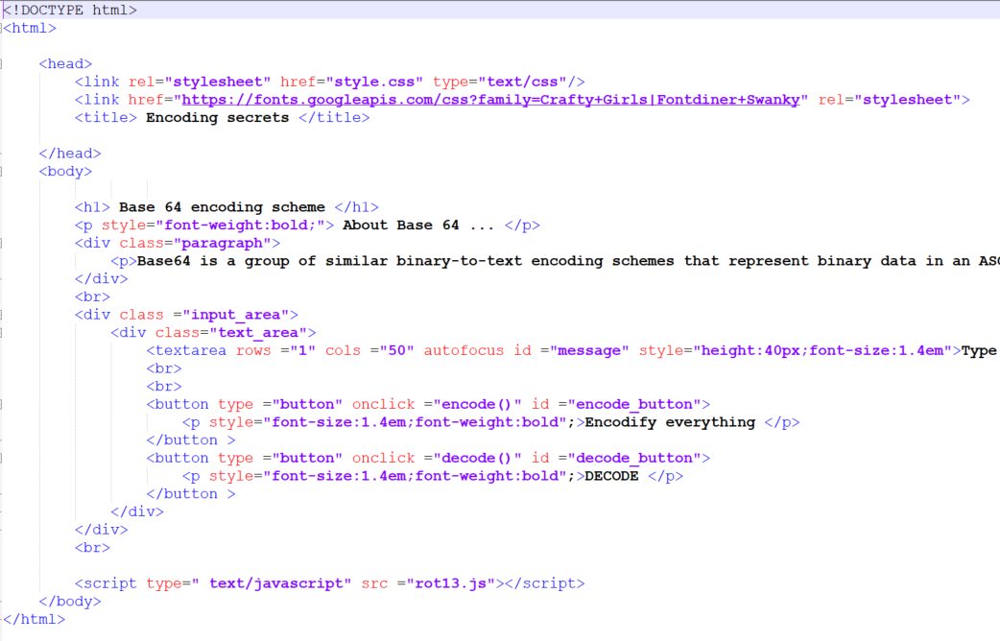 <!DOCTYPE html>
<html>
<head>
<link rel="stylesheet" href="style.css" type="text/css"/>
<link href="https://fonts.googleapis.com/css?family=Crafty+Girls|Fontdiner+Swanky" rel="stylesheet">
<title> Encoding secrets </title>
</head>
<body>
<h1> Base 64 encoding scheme </h1>
<p style="font-weight:bold;"> About Base 64 ... </p>
<div class="paragraph">
<p>Base64 is a group of similar binary-to-text encoding schemes that represent binary data in an
</div>
<br>
<div class ="input_area">
<div class="text_area">
<textarea rows ="1" cols ="50" autofocus id ="message" style="height:40px;font-size:1.4em">Type
<br>
<br>
<button type ="button" onclick ="encode()" id ="encode_button">
<p style="font-size:1.4em;font-weight:bold";>Encodify everything </p>
</button >
<button type ="button" onclick ="decode()" id ="decode_button">
<p style="font-size:1.4em;font-weight:bold";>DECODE </p>
</button >
</div>
</div>
<br>
<script type=" text/javascript" src ="rot13.js"></script>
</body>
</html>